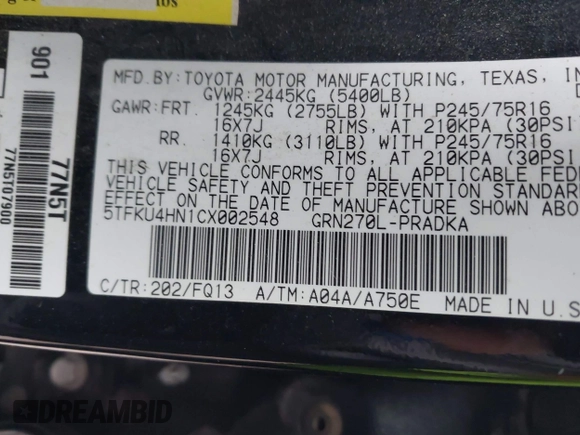 lbs
MFD.BY:TOYOTA MOTOR MANUFACTURING, TEXAS, IN
GVWR:2445KG (5400LB)
GAWR:FRT. 1245KG (2755LB) WITH P245/75R16
16X7J RIMS, AT 210KPA (30PSI
RR. 1410KG (3110LB) WITH P245/75R16
16X7J RIMS, AT 210KPA (30PSI
THIS VEHICLE CONFORMS TO ALL APPLICABLE FEDE
VEHICLE SAFETY AND THEFT PREVENTION STANDAR
EFFECT ON THE DATE OF MANUFACTURE SHOWN ABO
5TFKU4HN1CX002548 GRN270L-PRADKA
C/TR:202/FQ13 A/TM:A04A/A750E MADE IN U.S
901
77N5T
77N5T07900
DREAMBID